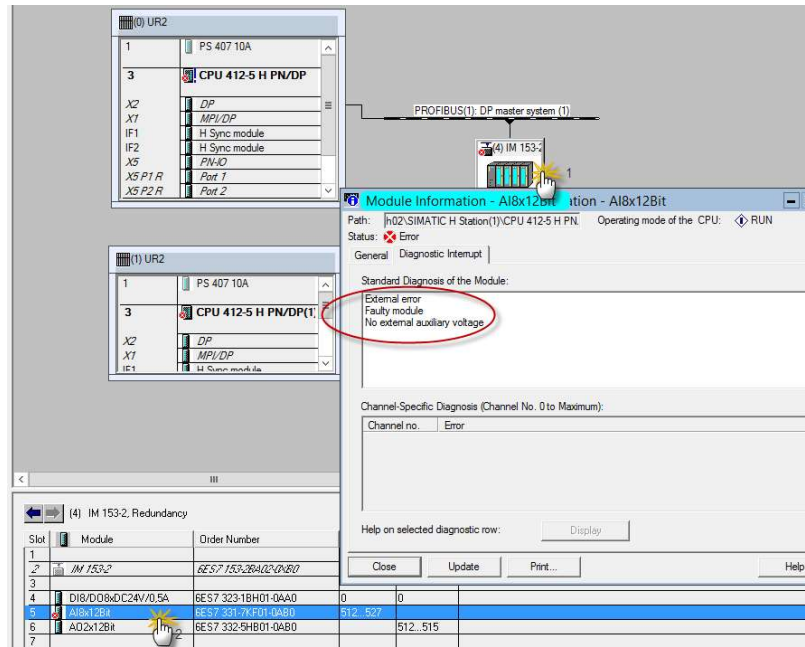 (0) UR2
1 PS 407 10A
3 CPU 412-5 H PN/DP
X2 DP
X1 MPI/DP
IF1 H Sync module
IF2 H Sync module
X5 PN-IO
X5 P1 R Port 1
X5 P2 R Port 2
PROFIBUS(1): DP master system (1)
(4) IM 153-2
1
(1) UR2
1 PS 407 10A
3 CPU 412-5 H PN/DP(1)
X2 DP
X1 MPI/DP
IF1 H Sync module
Module Information - AI8x12Bit ation - AI8x12Bit
Path: h02\SIMATIC H Station(1)\CPU 412-5 H PN. Operating mode of the CPU: RUN
Status: Error
General Diagnostic Interrupt
Standard Diagnosis of the Module:
External error
Faulty module
No external auxiliary voltage
Channel-Specific Diagnosis (Channel No. 0 to Maximum):
Channel no. Error
Help on selected diagnostic row: Display
Close Update Print... Help
(4) IM 153-2, Redundancy
Slot Module Order Number
1
2 IM 153-2 6ES7 153-2BA02-0XB0
3
4 DI8/DO8xDC24V/0,5A 6ES7 323-1BH01-0AA0 0 0
5 AI8x12Bit 6ES7 331-7KF01-0AB0 512...527
6 AO2x12Bit 6ES7 332-5HB01-0AB0 512...515
7
2